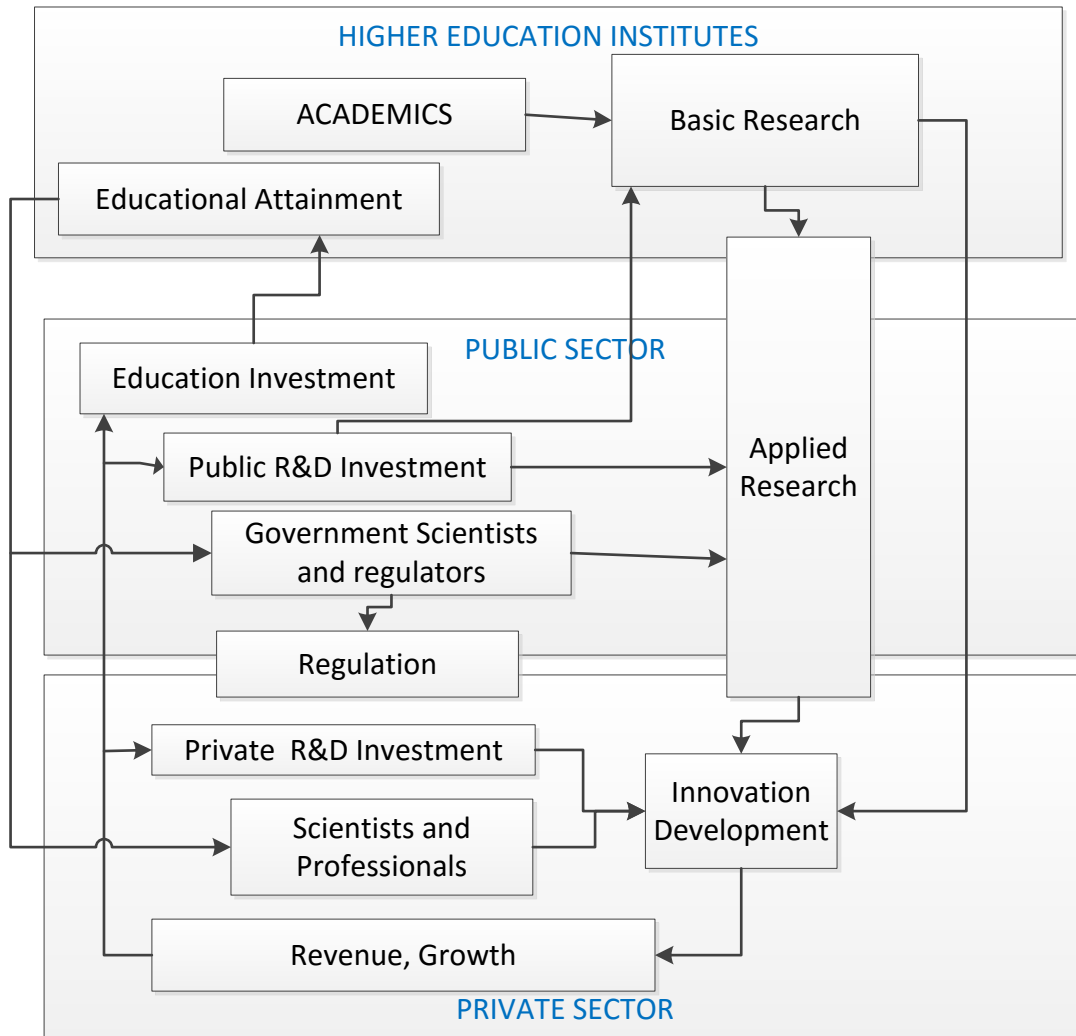 HIGHER EDUCATION INSTITUTES
ACADEMICS
Basic Research
Educational Attainment
PUBLIC SECTOR
Education Investment
Public R&D Investment
Applied
Research
Government Scientists
and regulators
Regulation
Private  R&D Investment
Innovation
Development
Scientists and
Professionals
Revenue, Growth
PRIVATE SECTOR